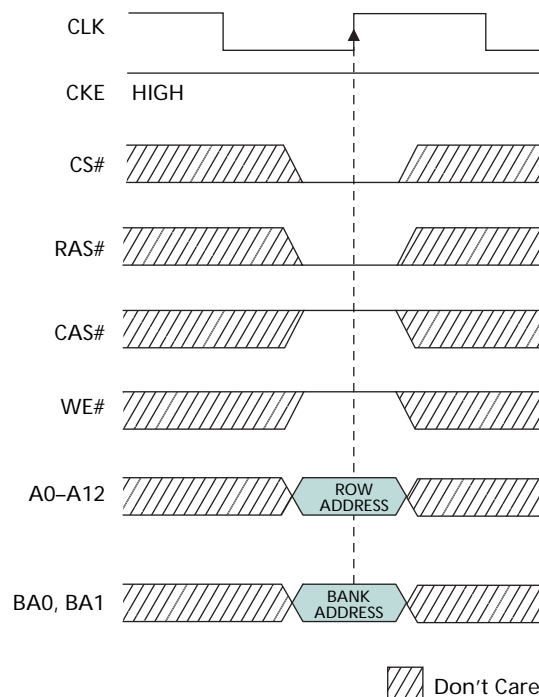 CLK
CKE HIGH
CS#
RAS#
CAS#
WE#
A0–A12
ROW
ADDRESS
BA0, BA1
BANK
ADDRESS
Don't Care